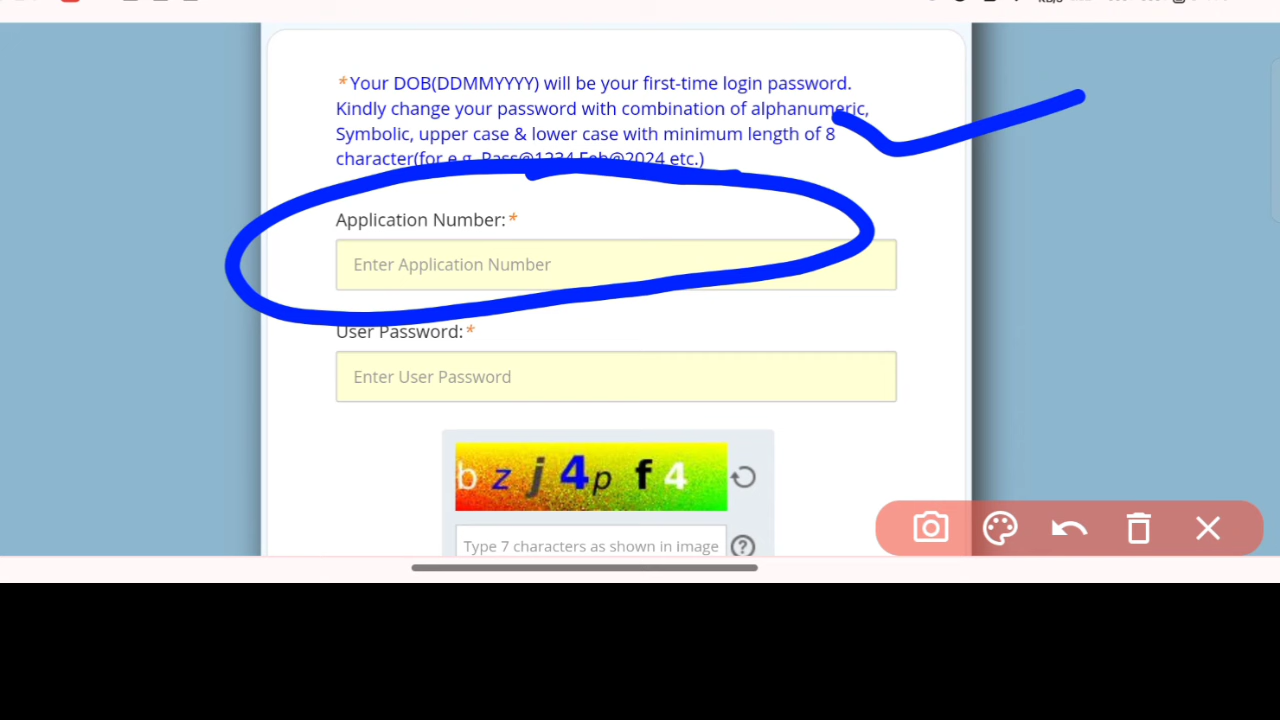 *Your DOB(DDMMYYYY) will be your first-time login password.
Kindly change your password with combination of alphanumeric,
Symbolic, upper case & lower case with minimum length of 8
character(for e.g. Pass@1234,Feb@2024 etc.)
Application Number:*
Enter Application Number
User Password:*
Enter User Password
b z j 4 p f 4
Type 7 characters as shown in image